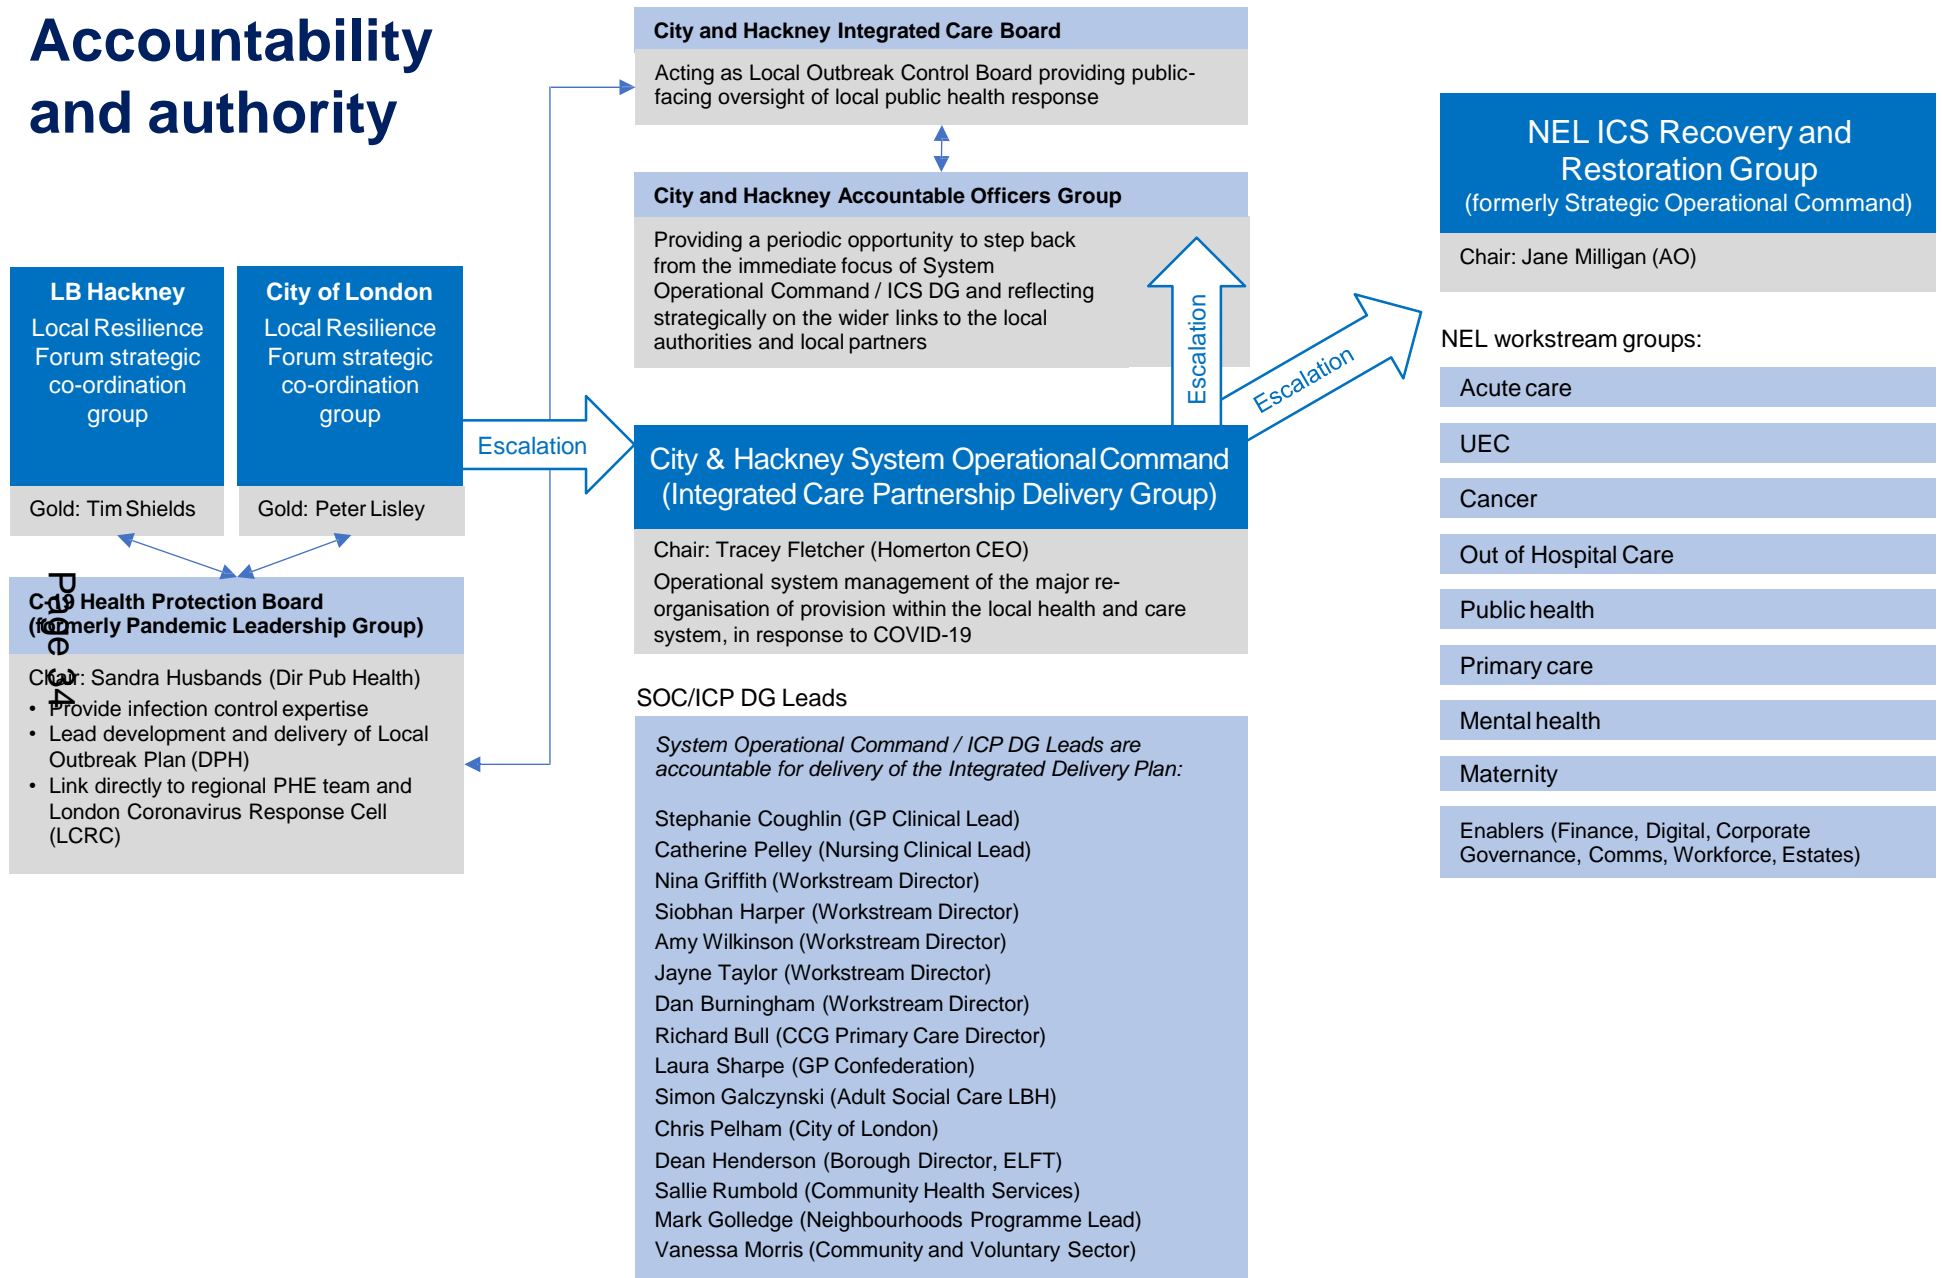 Accountability
and authority
City and Hackney Integrated Care Board
Acting as Local Outbreak Control Board providing public-
facing oversight of local public health response
City and Hackney Accountable Officers Group
Providing a periodic opportunity to step back
from the immediate focus of System
Operational Command / ICS DG and reflecting
strategically on the wider links to the local
authorities and local partners
LB Hackney
Local Resilience
Forum strategic
co-ordination
group
Gold: Tim Shields
City of London
Local Resilience
Forum strategic
co-ordination
group
Gold: Peter Lisley
Escalation
Escalation
Escalation
City & Hackney System Operational Command
(Integrated Care Partnership Delivery Group)
Chair: Tracey Fletcher (Homerton CEO)
Operational system management of the major re-
organisation of provision within the local health and care
system, in response to COVID-19
Page 34
C-19 Health Protection Board
(formerly Pandemic Leadership Group)
Chair: Sandra Husbands (Dir Pub Health)
• Provide infection control expertise
• Lead development and delivery of Local
Outbreak Plan (DPH)
• Link directly to regional PHE team and
London Coronavirus Response Cell
(LCRC)
SOC/ICP DG Leads
System Operational Command / ICP DG Leads are
accountable for delivery of the Integrated Delivery Plan:
Stephanie Coughlin (GP Clinical Lead)
Catherine Pelley (Nursing Clinical Lead)
Nina Griffith (Workstream Director)
Siobhan Harper (Workstream Director)
Amy Wilkinson (Workstream Director)
Jayne Taylor (Workstream Director)
Dan Burningham (Workstream Director)
Richard Bull (CCG Primary Care Director)
Laura Sharpe (GP Confederation)
Simon Galczynski (Adult Social Care LBH)
Chris Pelham (City of London)
Dean Henderson (Borough Director, ELFT)
Sallie Rumbold (Community Health Services)
Mark Golledge (Neighbourhoods Programme Lead)
Vanessa Morris (Community and Voluntary Sector)
NEL ICS Recovery and
Restoration Group
(formerly Strategic Operational Command)
Chair: Jane Milligan (AO)
NEL workstream groups:
Acute care
UEC
Cancer
Out of Hospital Care
Public health
Primary care
Mental health
Maternity
Enablers (Finance, Digital, Corporate
Governance, Comms, Workforce, Estates)